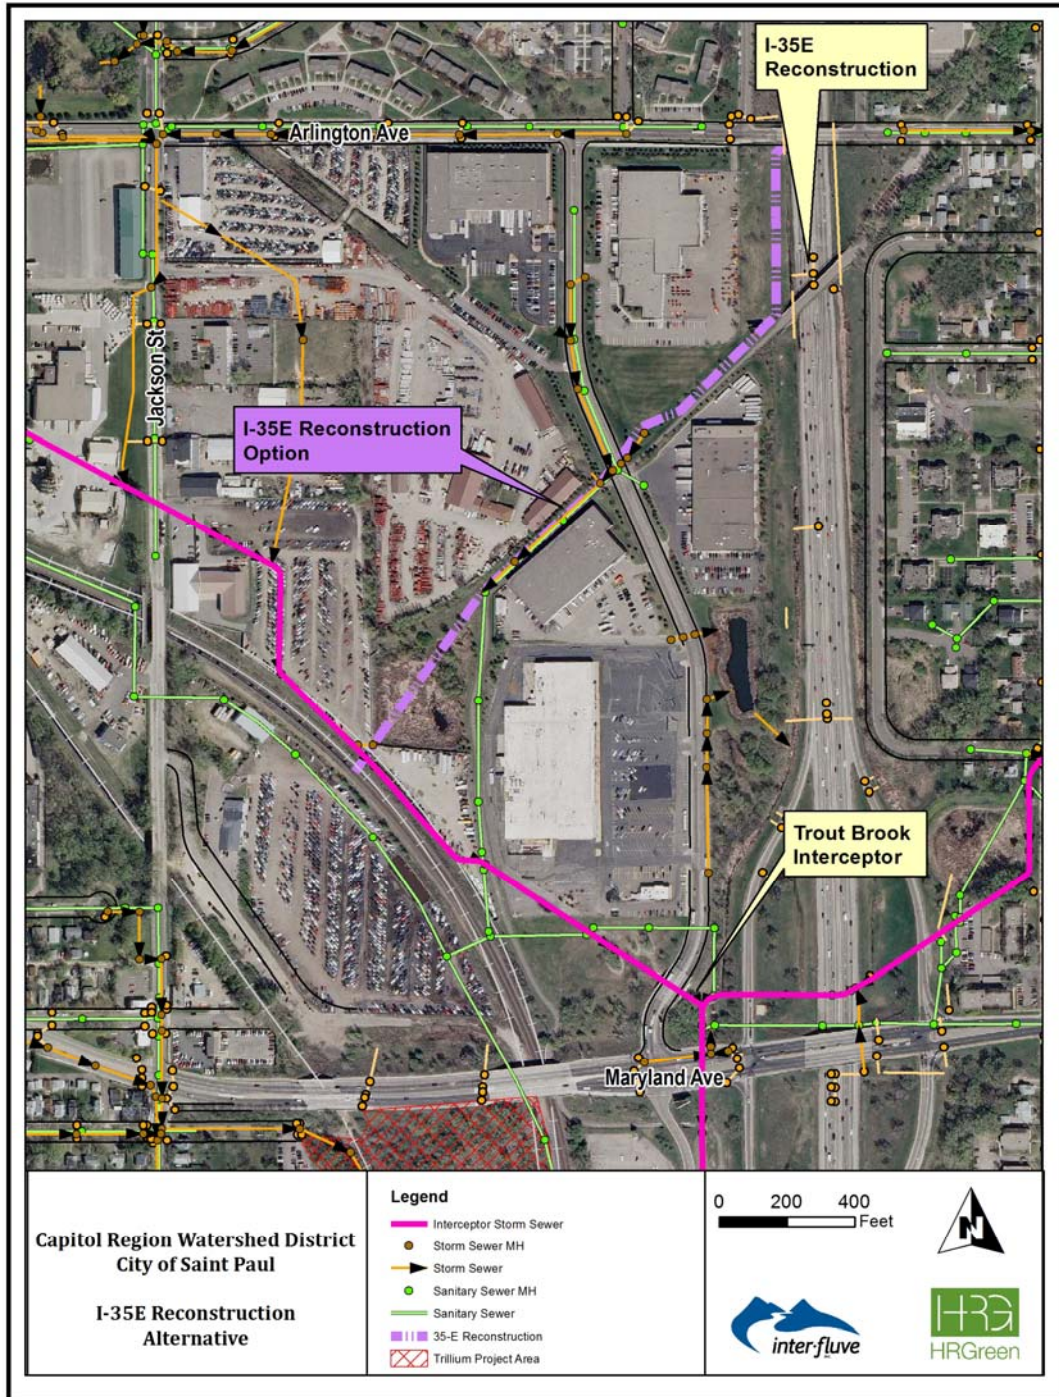 I-35E
Reconstruction
Arlington Ave
Jackson St
I-35E Reconstruction
Option
Trout Brook
Interceptor
Maryland Ave
Capitol Region Watershed District
City of Saint Paul
I-35E Reconstruction
Alternative
Legend
Interceptor Storm Sewer
Storm Sewer MH
Storm Sewer
Sanitary Sewer MH
Sanitary Sewer
35-E Reconstruction
Trillium Project Area
0 200 400
Feet
N
inter-fluve
HRG
HRGreen